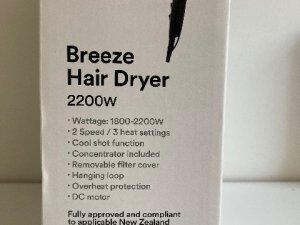 Breeze
Hair Dryer
2200W
• Wattage: 1800-2200W
• 2 Speed / 3 heat settings
• Cool shot function
• Concentrator included
• Removable filter cover
• Hanging loop
• Overheat protection
• DC motor
Fully approved and compliant
to applicable New Zealand